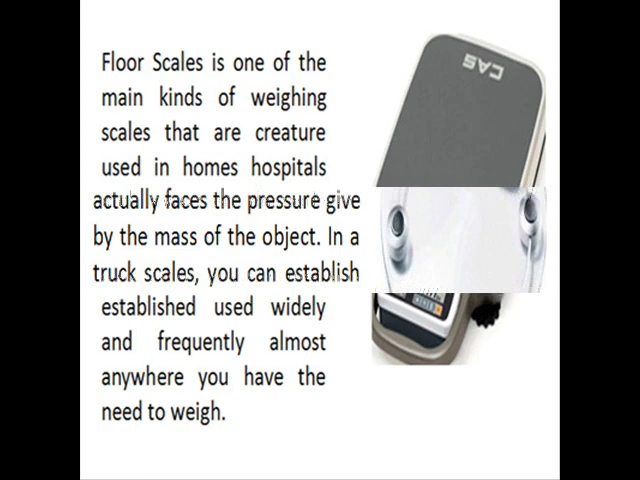 Floor Scales is one of the
main kinds of weighing
scales that are creature
used in homes hospitals
actually faces the pressure give
by the mass of the object. In a
truck scales, you can establish
established used widely
and frequently almost
anywhere you have the
need to weigh.
CAS